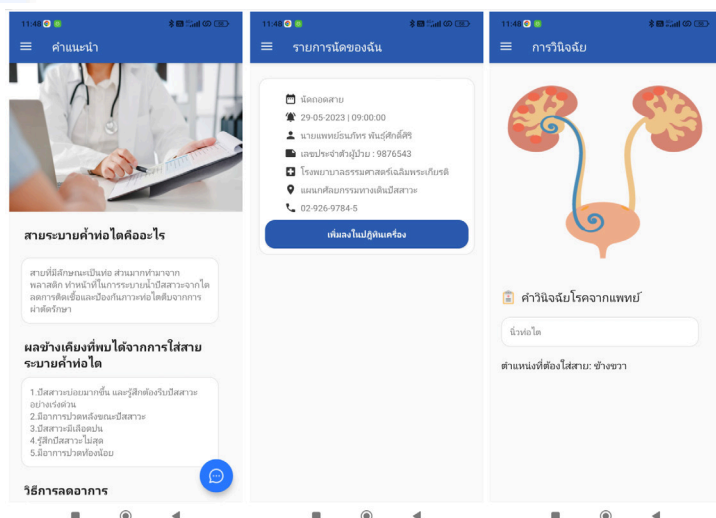 11:48
คำแนะนำ
สายระบายค้ำท่อไตคืออะไร
สายที่มีลักษณะเป็นท่อ ส่วนมากทำมาจาก
พลาสติก ทำหน้าที่ในการระบายน้ำปัสสาวะจากไต
ลดการติดเชื้อและป้องกันภาวะท่อไตตีบจากการ
ผ่าตัดรักษา
ผลข้างเคียงที่พบได้จากการใส่สาย
ระบายค้ำท่อไต
1.ปัสสาวะบ่อยมากขึ้น และรู้สึกต้องรีบปัสสาวะ
อย่างเร่งด่วน
2.มีอาการปวดหลังขณะปัสสาวะ
3.ปัสสาวะมีเลือดปน
4.รู้สึกปัสสาวะไม่สุด
5.มีอาการปวดท้องน้อย
วิธีการลดอาการ
11:48
รายการนัดของฉัน
นัดถอดสาย
29-05-2023 | 09:00:00
นายแพทย์ธนภัทร พันธุ์ศักดิ์ศิริ
เลขประจำตัวผู้ป่วย : 9876543
โรงพยาบาลธรรมศาสตร์เฉลิมพระเกียรติ
แผนกศัลยกรรมทางเดินปัสสาวะ
02-926-9784-5
เพิ่มลงในปฏิทินเครื่อง
11:48
การวินิจฉัย
คำวินิจฉัยโรคจากแพทย์
นิ่วท่อไต
ตำแหน่งที่ต้องใส่สาย: ข้างขวา